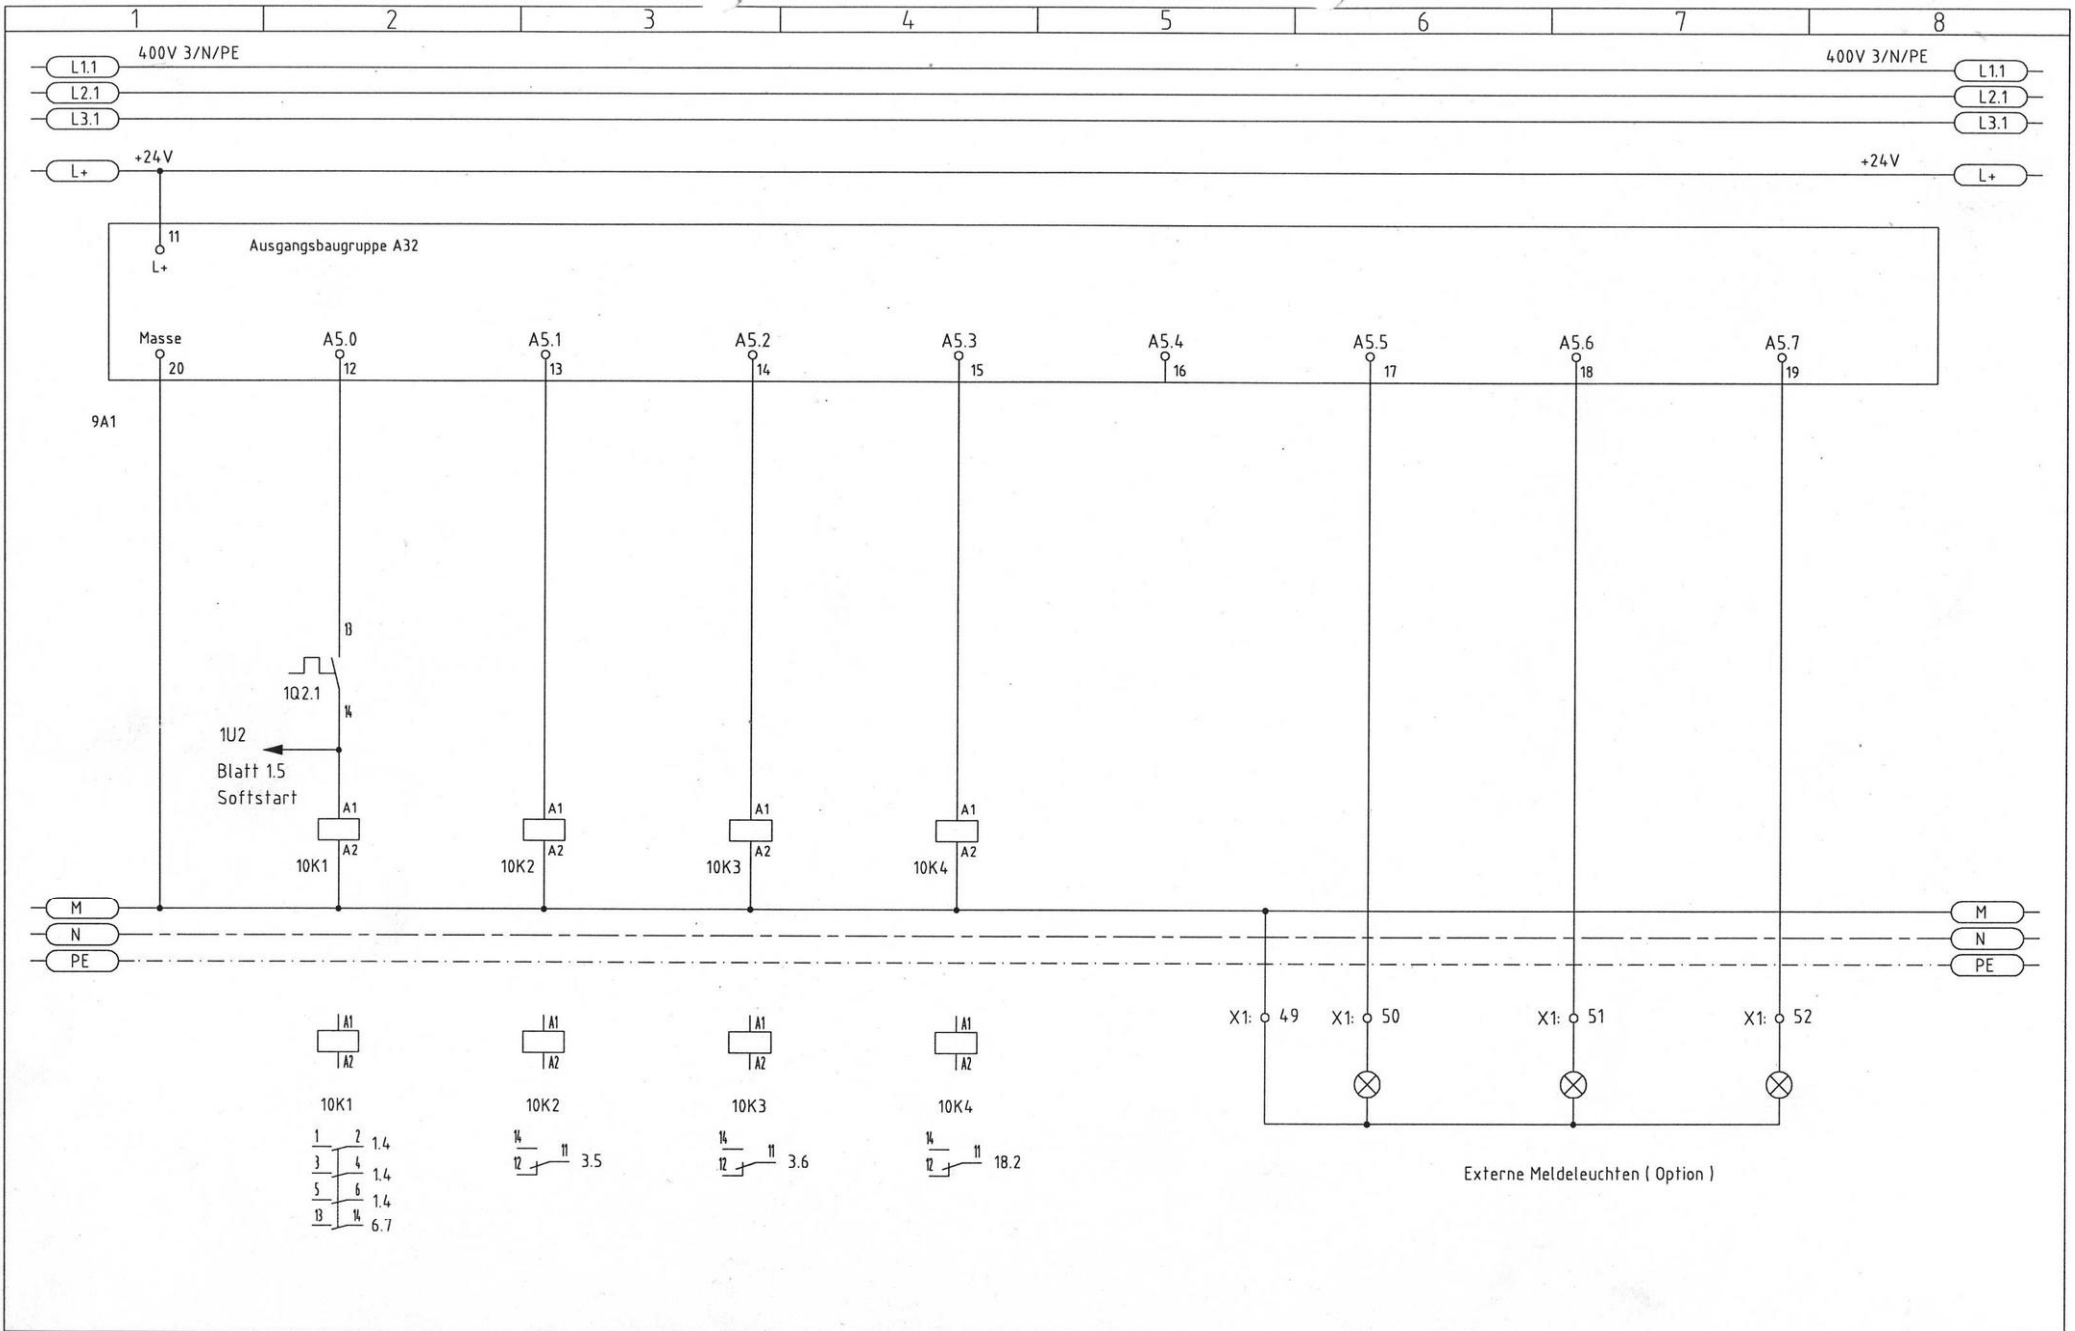 1 2 3 4 5 6 7 8
400V 3/N/PE 400V 3/N/PE
L1.1 L1.1
L2.1 L2.1
L3.1 L3.1
+24V +24V
L+ L+
11
Ausgangsbaugruppe A32
L+
Masse A5.0 A5.1 A5.2 A5.3 A5.4 A5.5 A5.6 A5.7
20 12 13 14 15 16 17 18 19
9A1
13
1Q2.1
14
1U2
Blatt 1.5
Softstart
A1 A1 A1 A1
A2 A2 A2 A2
10K1 10K2 10K3 10K4
M M
N N
PE PE
X1: 49 X1: 50 X1: 51 X1: 52
A1 A1 A1 A1
A2 A2 A2 A2
10K1 10K2 10K3 10K4
1 2 1.4
3 4 1.4
5 6 1.4
13 14 6.7
14
12 11 3.5
14
12 11 3.6
14
12 11 18.2
Externe Meldeleuchten ( Option )